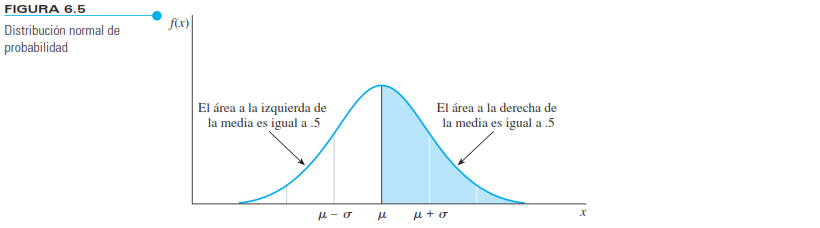 FIGURA 6.5
Distribución normal de
probabilidad
f(x)
El área a la izquierda de
la media es igual a .5
El área a la derecha de
la media es igual a .5
μ – σ
μ
μ + σ
x